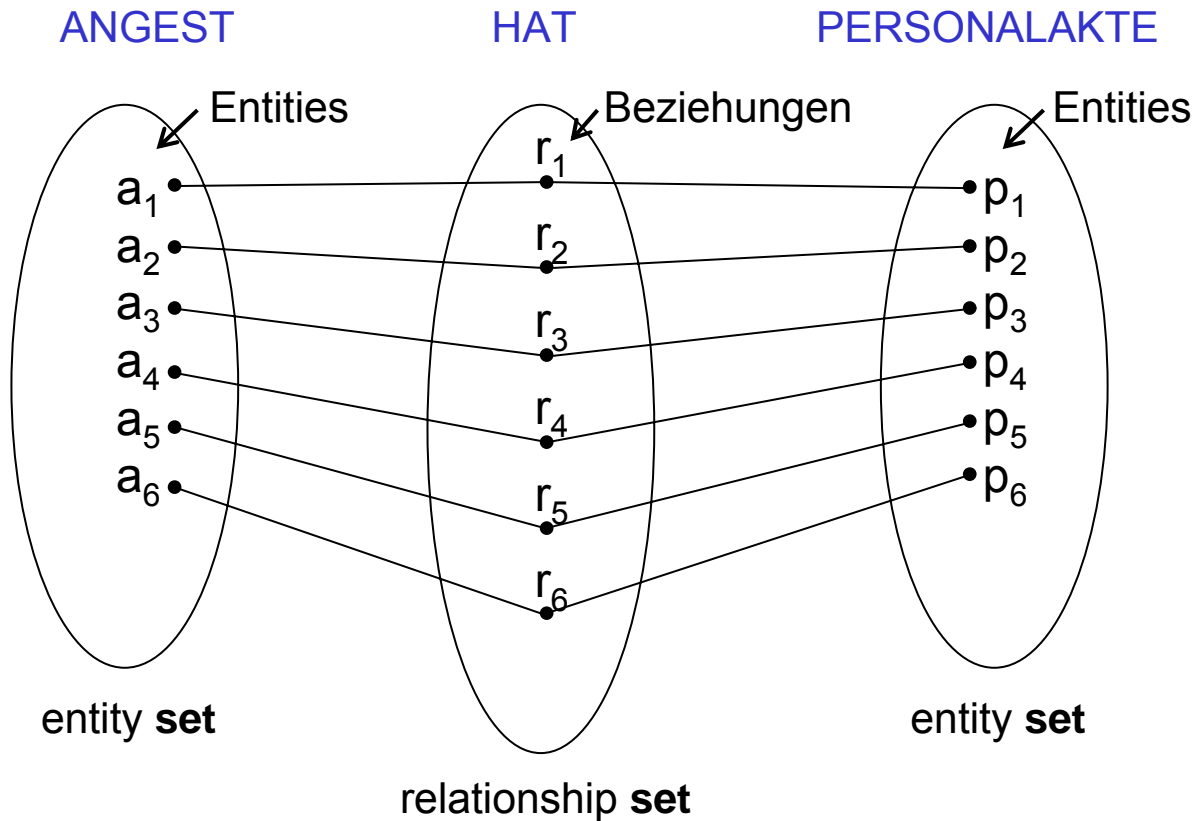 ANGEST HAT PERSONALAKTE
Entities Beziehungen Entities
r₁
a₁ p₁
r₂
a₂ p₂
r₃
a₃ p₃
a₄ p₄
r₄
a₅ p₅
a₆ p₆
r₅
r₆
entity set entity set
relationship set